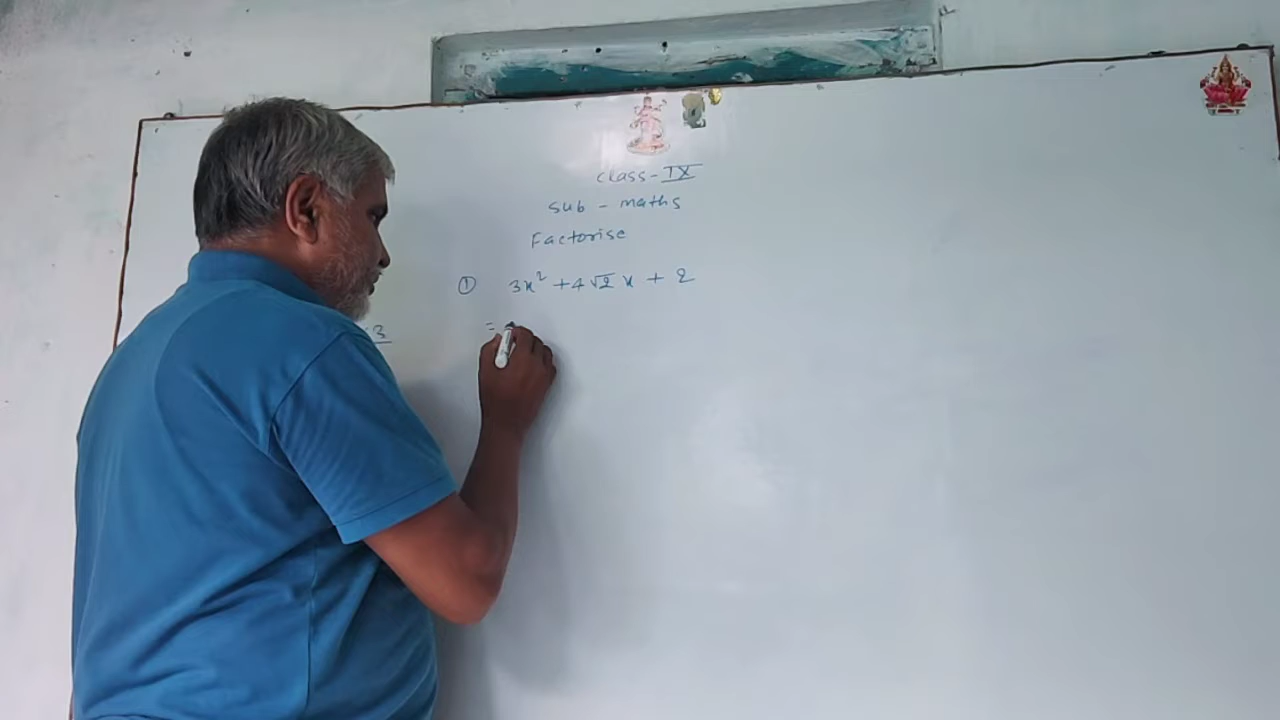 class-IX
sub - maths
Factorise
① 3x² + 4√2 x + 2
=